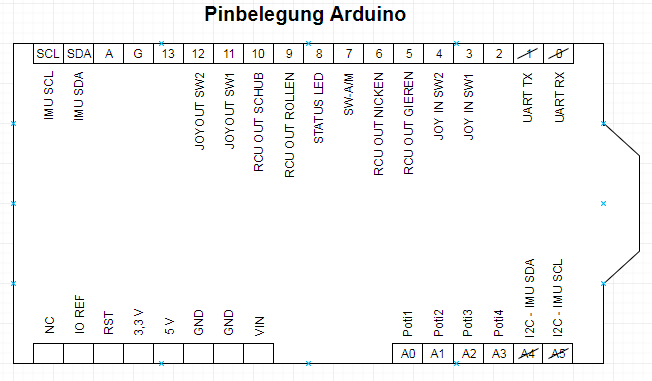 Pinbelegung Arduino
SCL SDA A G 13 12 11 10 9 8 7 6 5 4 3 2 1 0
IMU SCL
IMU SDA
JOYOUT SW2
JOYOUT SW1
RCU OUT SCHUB
RCU OUT ROLLEN
STATUS LED
SW-A/M
RCU OUT NICKEN
RCU OUT GIEREN
JOY IN SW2
JOY IN SW1
UART TX
UART RX
NC
IO REF
RST
3,3 V
5 V
GND
GND
VIN
Poti1
Poti2
Poti3
Poti4
I2C - IMU SDA
I2C - IMU SCL
A0 A1 A2 A3 A4 A5